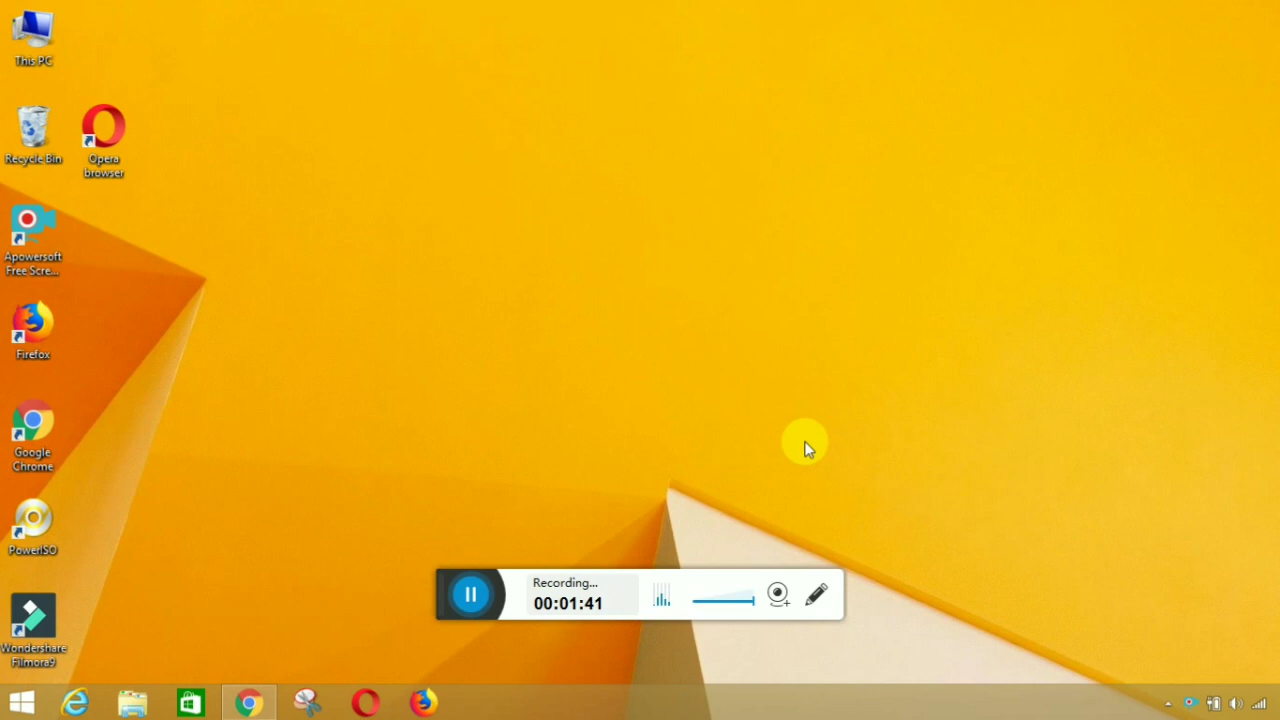 This PC
Recycle Bin
Opera
browser
Apowersoft
Free Scre...
Firefox
Google
Chrome
PowerISO
Wondershare
Filmora9
Recording...
00:01:41